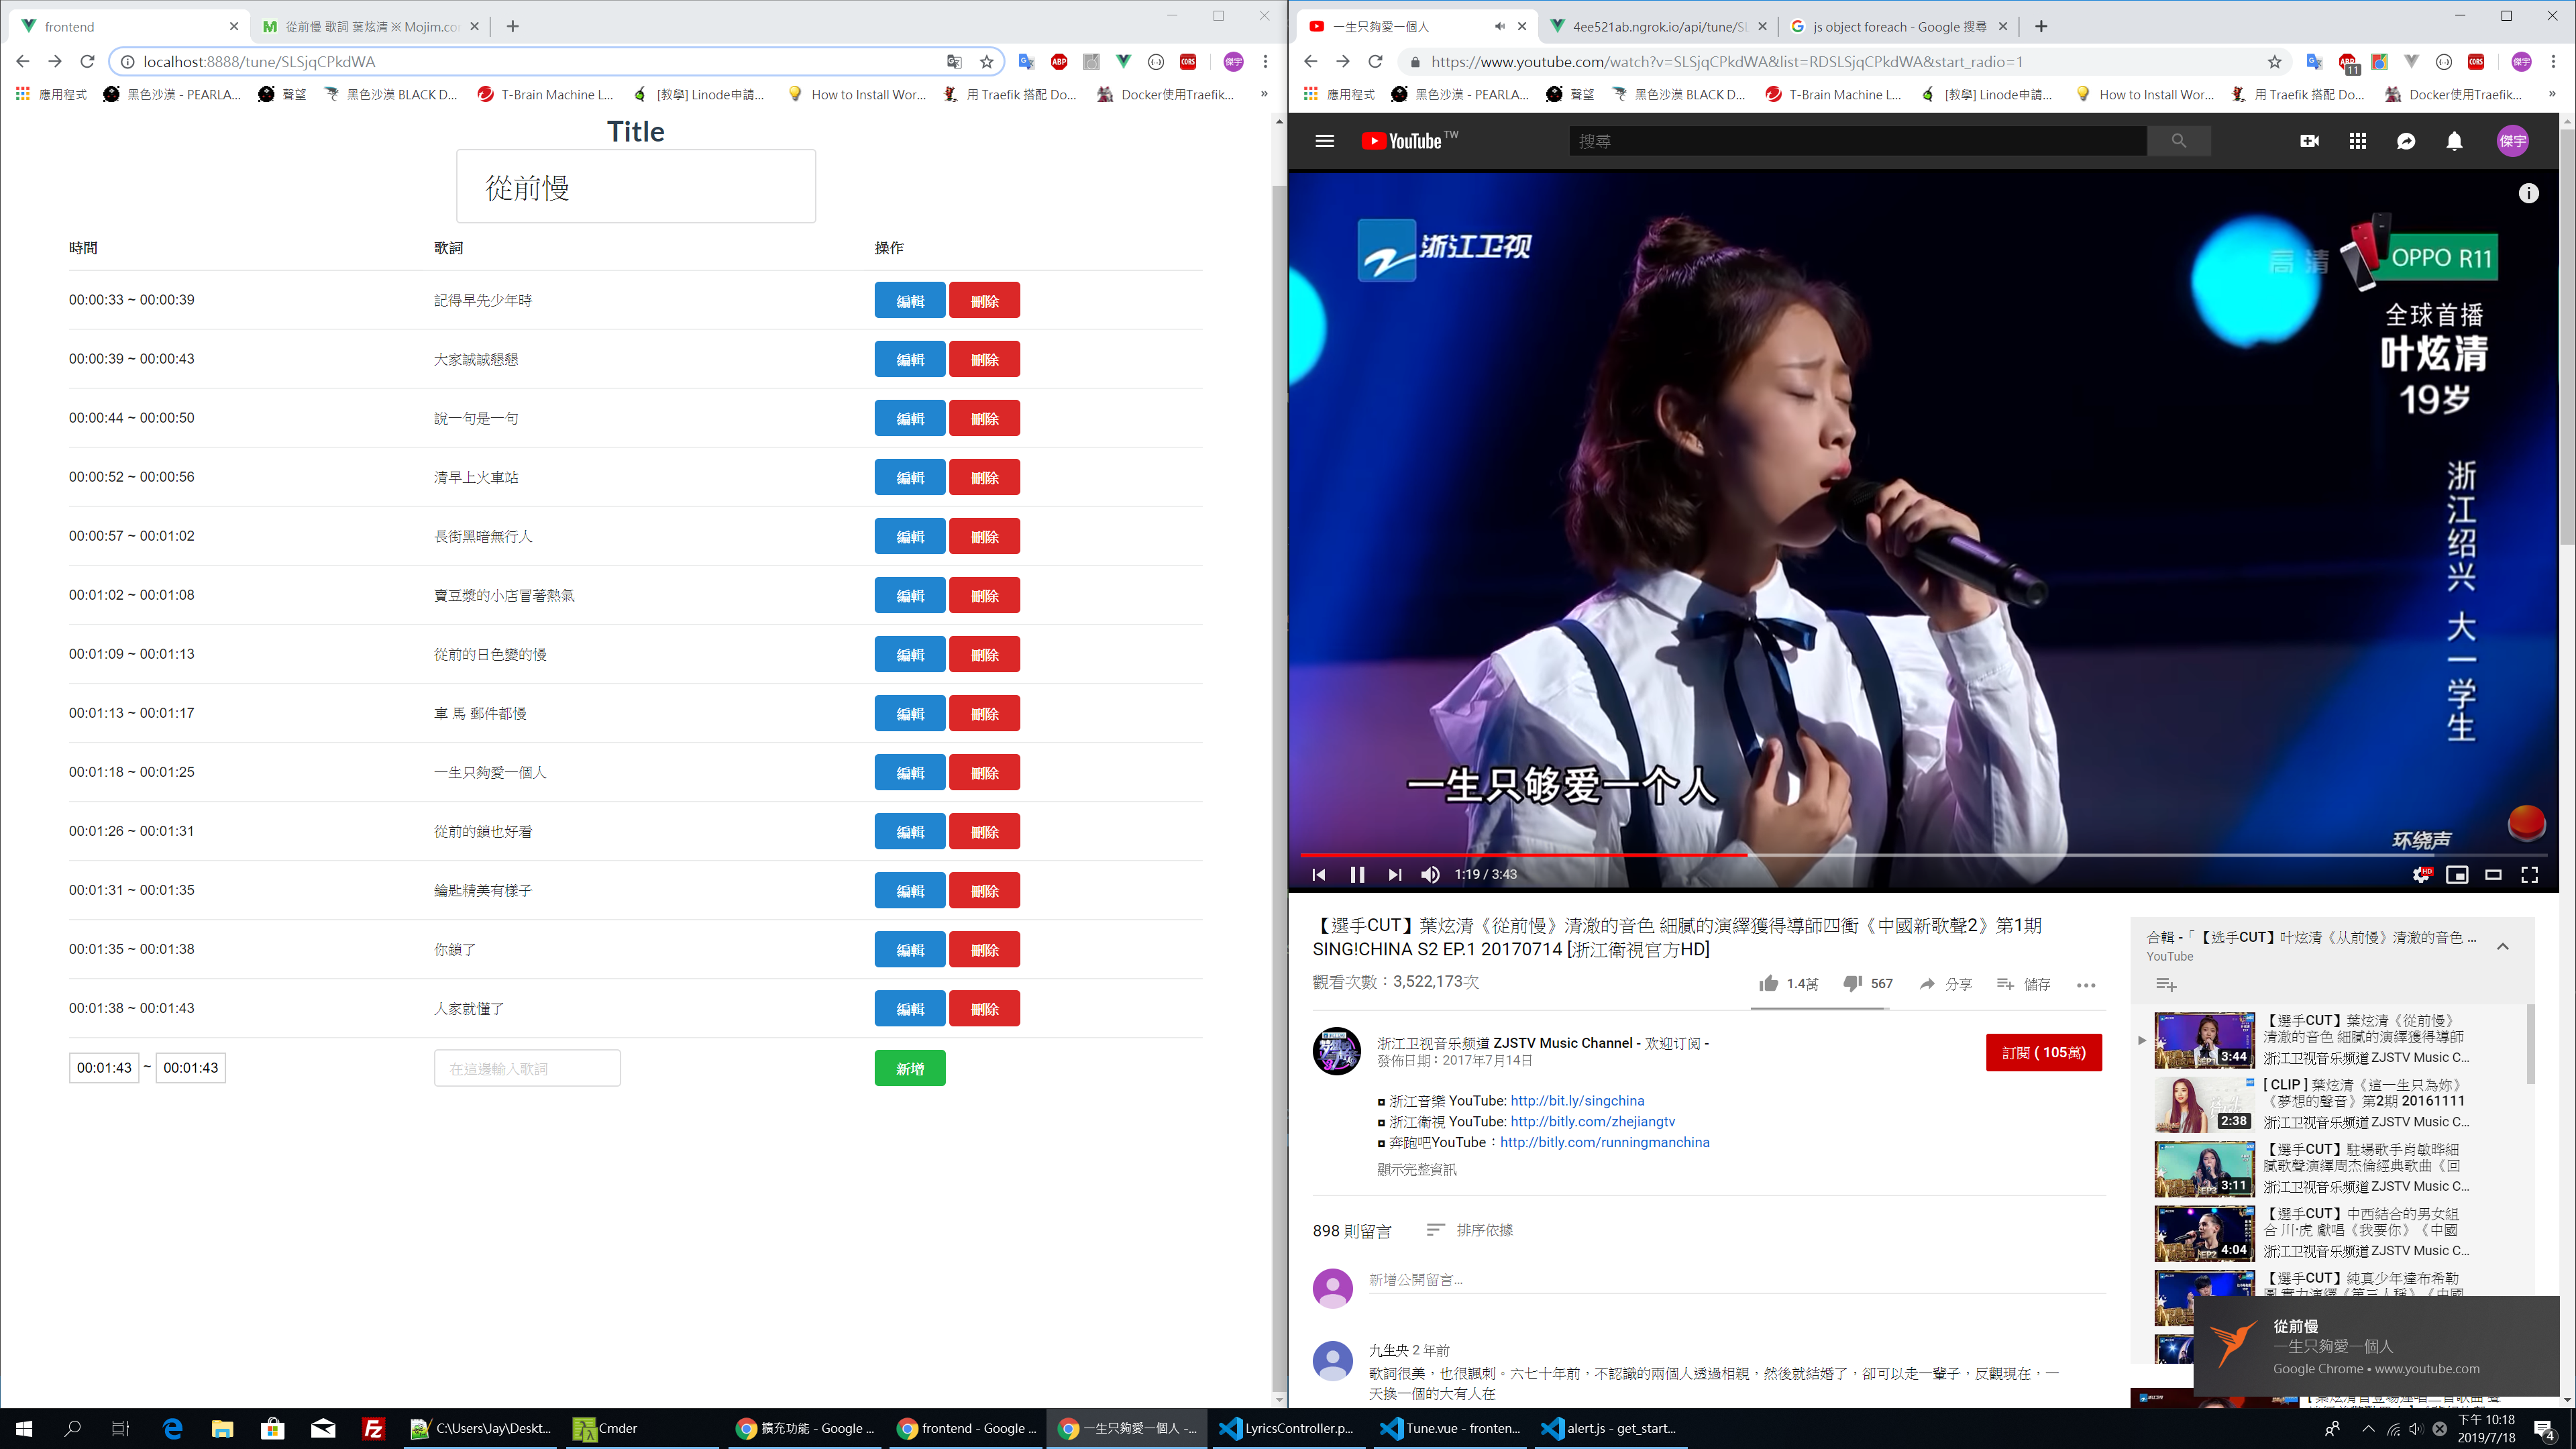 frontend
從前慢 歌詞 葉炫清 ※ Mojim.co
localhost:8888/tune/SLSjqCPkdWA
應用程式
黑色沙漠 - PEARLA...
聲望
黑色沙漠 BLACK D...
T-Brain Machine L...
[教學] Linode申請...
How to Install Wor...
用 Traefik 搭配 Do...
Docker使用Traefik...
Title
從前慢
時間 歌詞 操作
00:00:33 ~ 00:00:39 記得早先少年時 編輯 刪除
00:00:39 ~ 00:00:43 大家誠誠懇懇 編輯 刪除
00:00:44 ~ 00:00:50 說一句是一句 編輯 刪除
00:00:52 ~ 00:00:56 清早上火車站 編輯 刪除
00:00:57 ~ 00:01:02 長街黑暗無行人 編輯 刪除
00:01:02 ~ 00:01:08 賣豆漿的小店冒著熱氣 編輯 刪除
00:01:09 ~ 00:01:13 從前的日色變的慢 編輯 刪除
00:01:13 ~ 00:01:17 車 馬 郵件都慢 編輯 刪除
00:01:18 ~ 00:01:25 一生只夠愛一個人 編輯 刪除
00:01:26 ~ 00:01:31 從前的鎖也好看 編輯 刪除
00:01:31 ~ 00:01:35 鑰匙精美有樣子 編輯 刪除
00:01:35 ~ 00:01:38 你鎖了 編輯 刪除
00:01:38 ~ 00:01:43 人家就懂了 編輯 刪除
00:01:43 ~ 00:01:43 在這邊輸入歌詞 新增
一生只夠愛一個人
4ee521ab.ngrok.io/api/tune/SL
js object foreach - Google 搜尋
https://www.youtube.com/watch?v=SLSjqCPkdWA&list=RDSLSjqCPkdWA&start_radio=1
ABP
CORS
傑宇
11
應用程式
黑色沙漠 - PEARLA...
聲望
黑色沙漠 BLACK D...
T-Brain Machine L...
[教學] Linode申請...
How to Install Wor...
用 Traefik 搭配 Do...
Docker使用Traefik...
YouTube TW
搜尋
傑宇
浙江卫视
高清
OPPO R11
全球首播
叶炫清
19岁
浙江绍兴 大一学生
一生只够爱一个人
环绕声
1:19 / 3:43
HD
【選手CUT】葉炫清《從前慢》清澈的音色 細膩的演繹獲得導師四衝《中國新歌聲2》第1期
SING!CHINA S2 EP.1 20170714 [浙江衛視官方HD]
觀看次數：3,522,173次
1.4萬 567 分享 儲存
浙江卫视音乐频道 ZJSTV Music Channel - 欢迎订阅 -
發佈日期：2017年7月14日
訂閱 ( 105萬)
◘ 浙江音樂 YouTube: http://bit.ly/singchina
◘ 浙江衛視 YouTube: http://bitly.com/zhejiangtv
◘ 奔跑吧YouTube：http://bitly.com/runningmanchina
顯示完整資訊
898 則留言 排序依據
新增公開留言...
九生央 2 年前
歌詞很美，也很諷刺。六七十年前，不認識的兩個人透過相親，然後就結婚了，卻可以走一輩子，反觀現在，一
天換一個的大有人在
合輯 -「【选手CUT】叶炫清《从前慢》清澈的音色 ...
YouTube
【選手CUT】葉炫清《從前慢》
清澈的音色 細膩的演繹獲得導師
浙江卫视音乐频道 ZJSTV Music C...
3:44
[ CLIP ] 葉炫清《這一生只為妳》
《夢想的聲音》第2期 20161111
浙江卫视音乐频道 ZJSTV Music C...
2:38
【選手CUT】駐場歌手肖敏晔細
膩歌聲演繹周杰倫經典歌曲《回
浙江卫视音乐频道 ZJSTV Music C...
3:11
【選手CUT】中西結合的男女組
合 川·虎 獻唱《我要你》《中國
浙江卫视音乐频道 ZJSTV Music C...
4:04
【選手CUT】純真少年達布希勒
圖 實力演繹《第三人稱》《中國
從前慢
一生只夠愛一個人
Google Chrome • www.youtube.com
C:\Users\Jay\Deskt...
Cmder
擴充功能 - Google ...
frontend - Google ...
一生只夠愛一個人 -...
LyricsController.p...
Tune.vue - fronten...
alert.js - get_start...
下午 10:18
2019/7/18
4